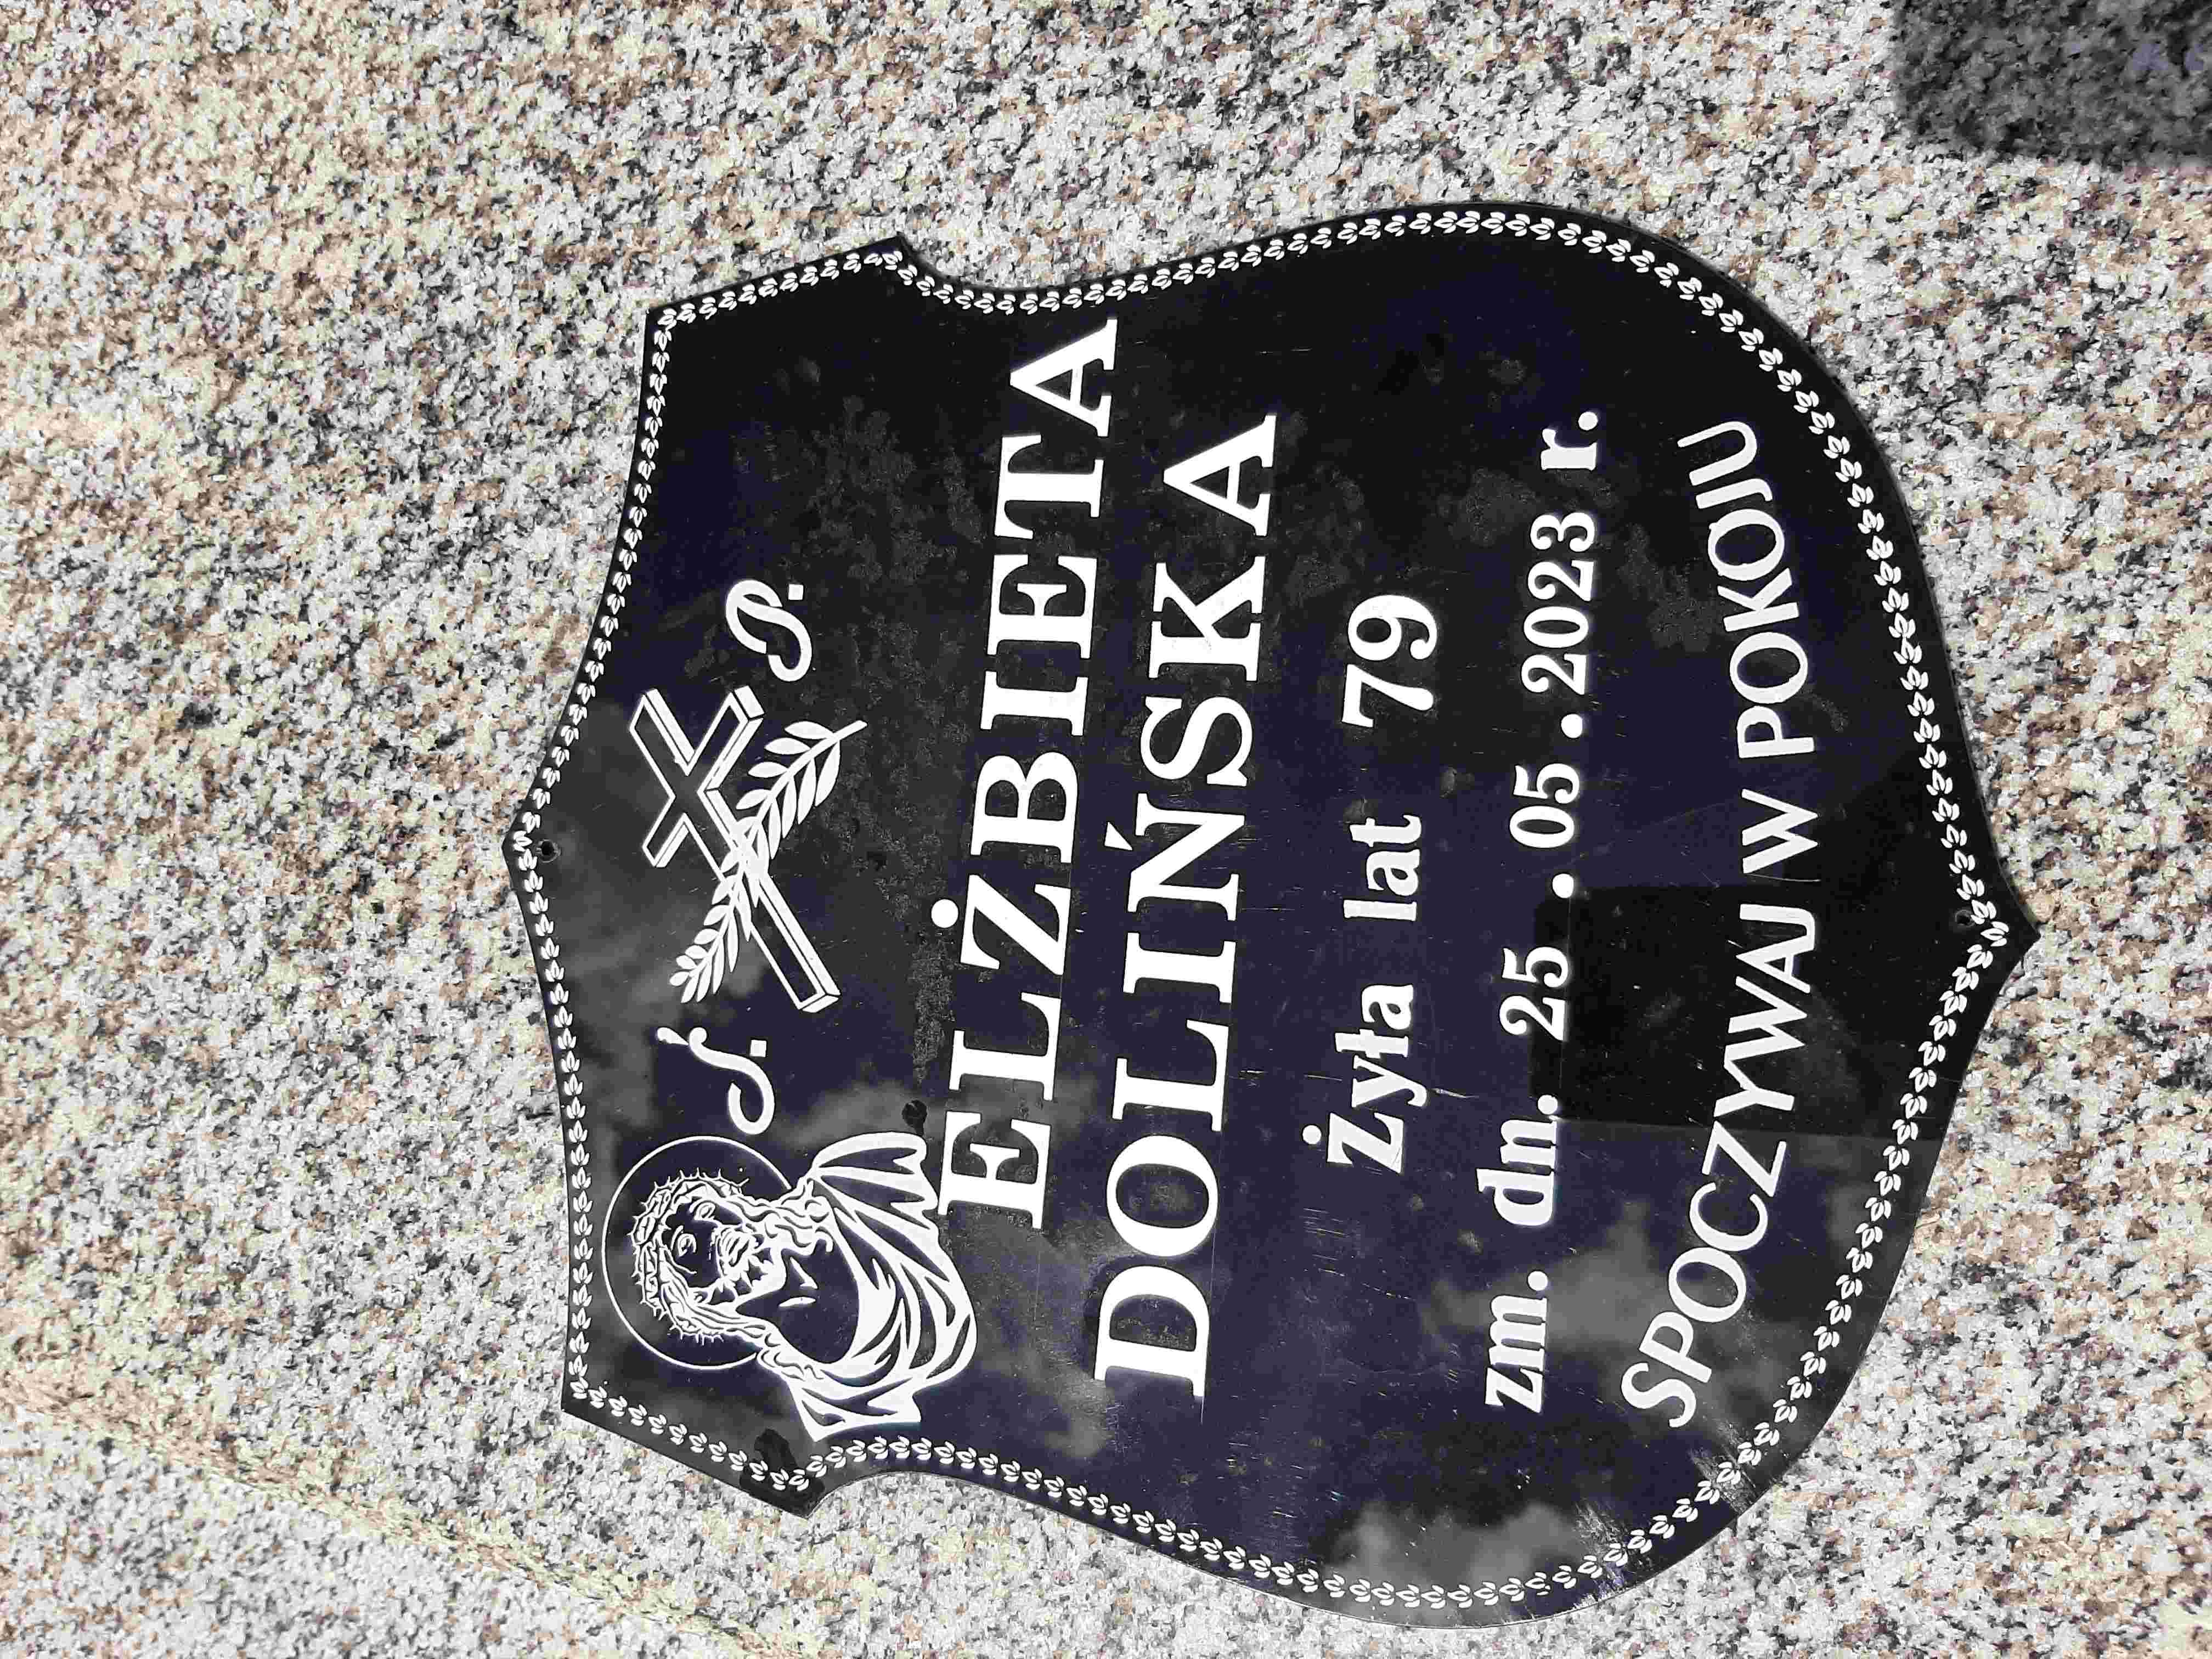 Ś. P.
ELŻBIETA
DOLIŃSKA
Żyła lat 79
zm. dn. 25.05.2023 r.
SPOCZYWAJ W POKOJU